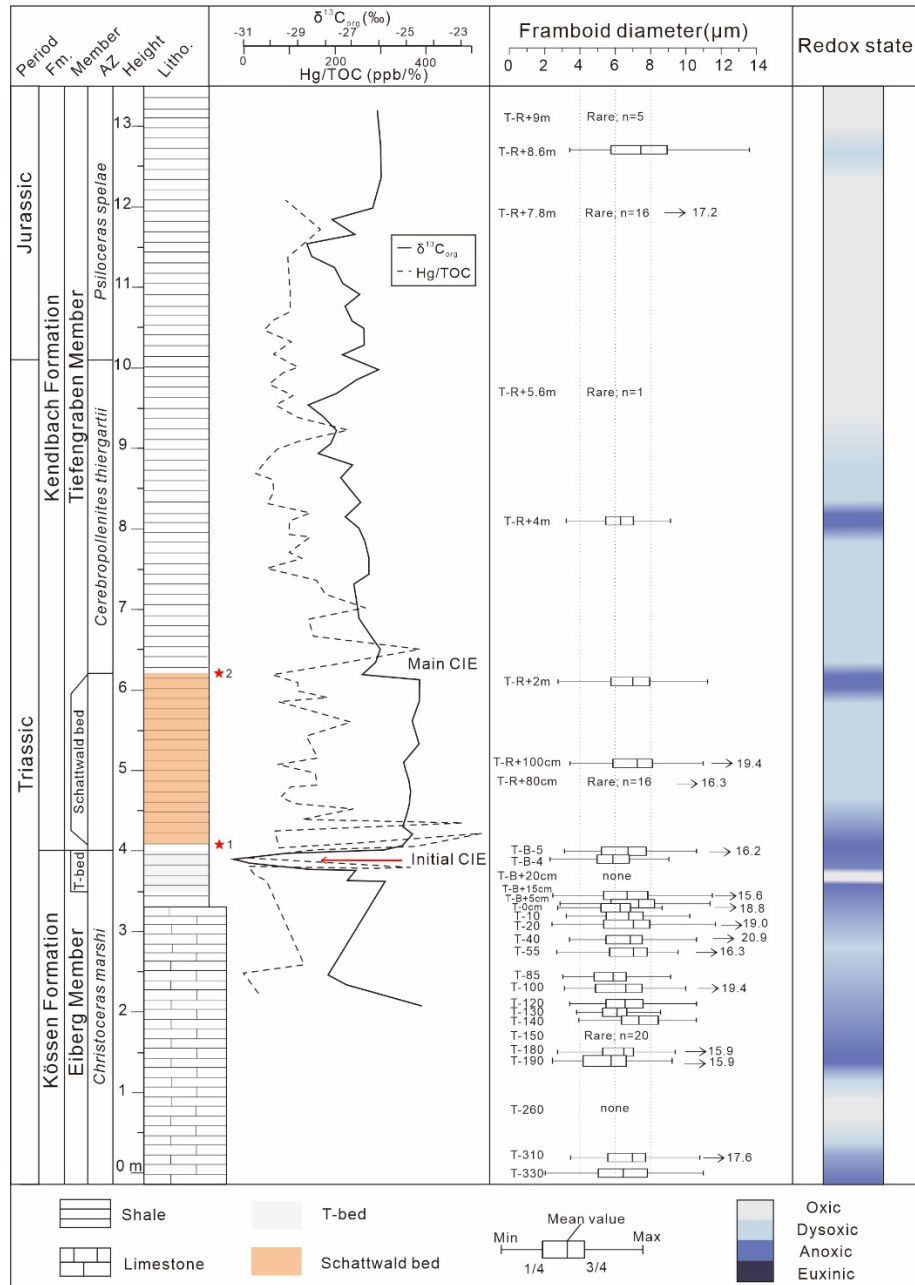 Period
Fm.
Member
AZ
Height
Litho.
δ¹³Corg(‰)
-31 -29 -27 -25 -23
0 200 400
Hg/TOC (ppb/%)
Framboid diameter(μm)
0 2 4 6 8 10 12 14
Redox state
Jurassic
Triassic
Kendlbach Formation
Kössen Formation
Tiefengraben Member
Schattwald bed
T-bed
Eiberg Member
Psiloceras spelae
Cerebropollenites thiergartii
Christoceras marshi
13
12
11
10
9
8
7
6
5
4
3
2
1
0 m
δ¹³Corg
Hg/TOC
Main CIE
Initial CIE
2
1
T-R+9m Rare; n=5
T-R+8.6m
T-R+7.8m Rare; n=16 17.2
T-R+5.6m Rare; n=1
T-R+4m
T-R+2m
T-R+100cm 19.4
T-R+80cm Rare; n=16 16.3
T-B-5 16.2
T-B-4
T-B+20cm none
T-B+15cm 15.6
T-B+5cm
T-0cm 18.8
T-10
T-20 19.0
T-40 20.9
T-55 16.3
T-85
T-100 19.4
T-120
T-130
T-140
T-150 Rare; n=20
T-180 15.9
T-190 15.9
T-260 none
T-310 17.6
T-330
Shale
Limestone
T-bed
Schattwald bed
Mean value
Min Max
1/4 3/4
Oxic
Dysoxic
Anoxic
Euxinic